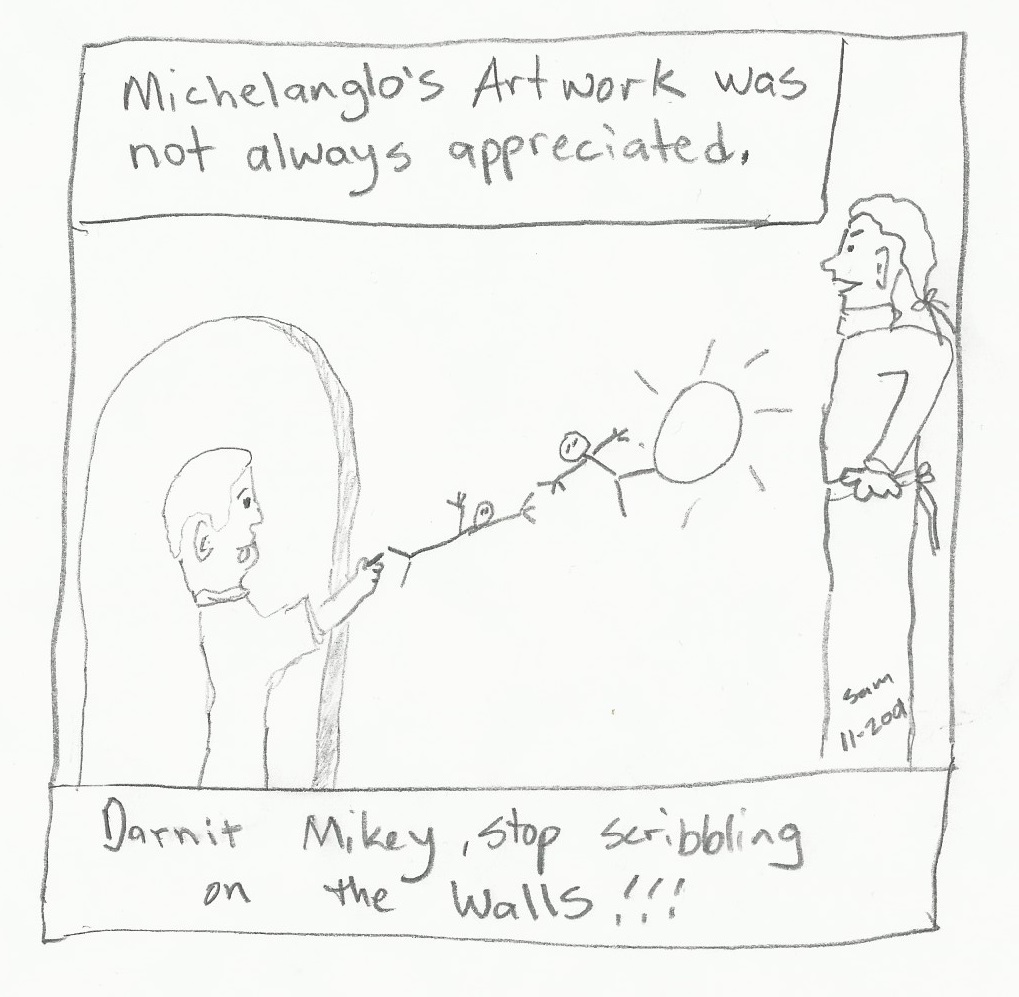 Michelanglo's Artwork was
not always appreciated.
Sam
11-2009
Darnit Mikey, stop scribbling
on the Walls!!!